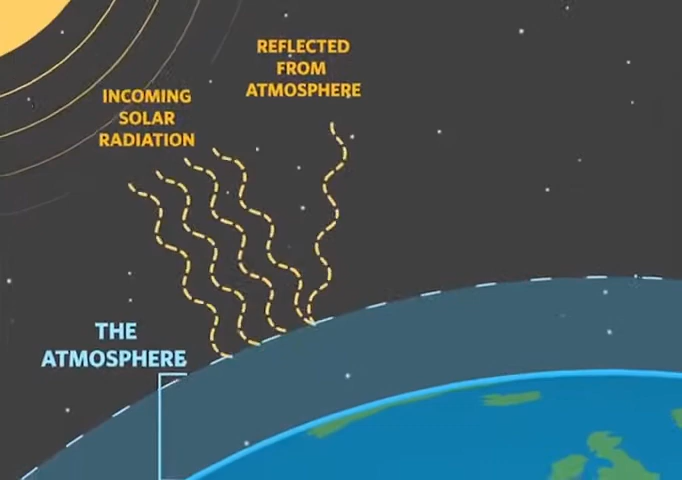 REFLECTED
FROM
ATMOSPHERE
INCOMING
SOLAR
RADIATION
THE
ATMOSPHERE